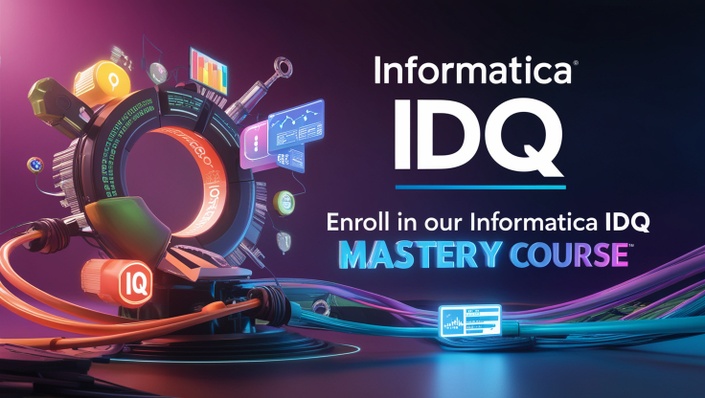 Informatica®
IDQ
Enroll in our Informatica IDQ
MASTERY COURSE™
IQ